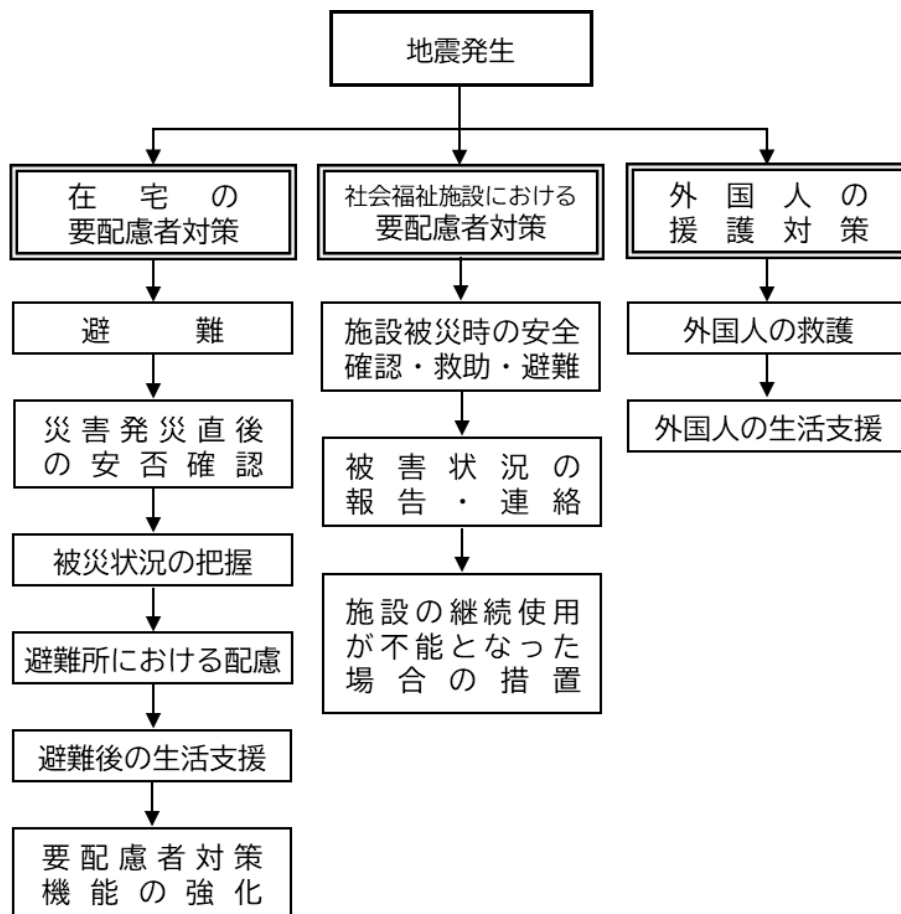 地震発生
在宅の
要配慮者対策
避難
災害発災直後
の安否確認
被災状況の把握
避難所における配慮
避難後の生活支援
要配慮者対策
機能の強化
社会福祉施設における
要配慮者対策
施設被災時の安全
確認・救助・避難
被害状況の
報告・連絡
施設の継続使用
が不能となった
場合の措置
外国人の
援護対策
外国人の救護
外国人の生活支援